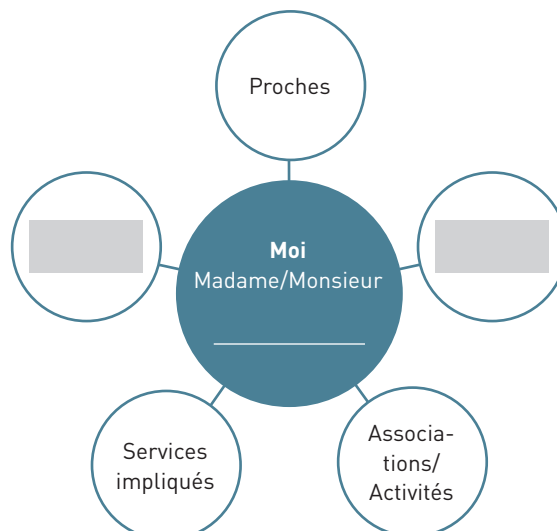 Proches
Moi
Madame/Monsieur
Services
impliqués
Associa-
tions/
Activités